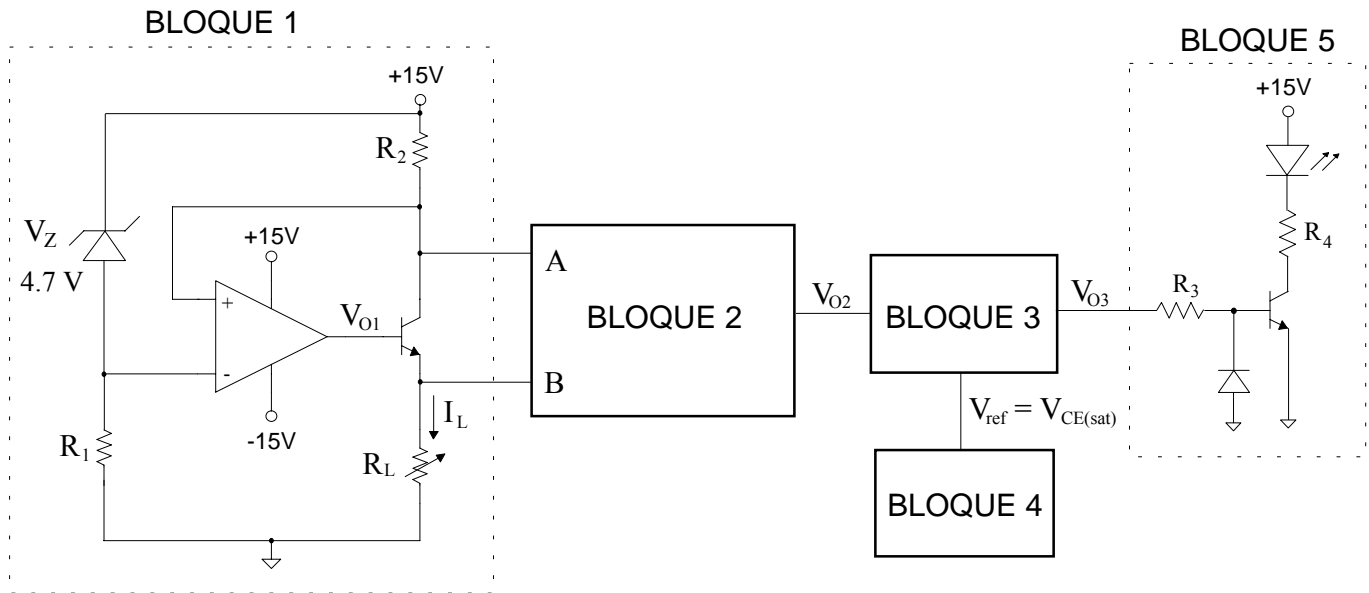 BLOQUE 1
+15V
R2
VZ
4.7 V
+15V
+
-
VO1
-15V
R1
IL
RL
A
B
BLOQUE 2
VO2
BLOQUE 3
VO3
Vref = VCE(sat)
BLOQUE 4
BLOQUE 5
+15V
R4
R3